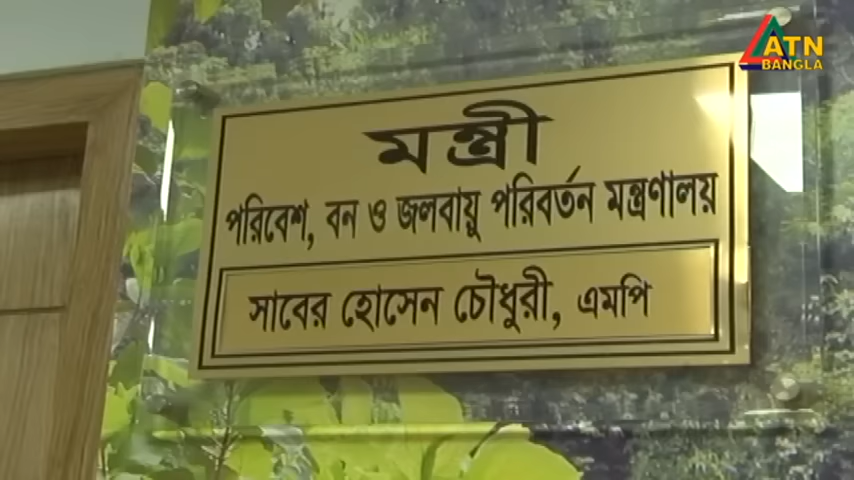 ATN
BANGLA
মন্ত্রী
পরিবেশ, বন ও জলবায়ু পরিবর্তন মন্ত্রণালয়
সাবের হোসেন চৌধুরী, এমপি